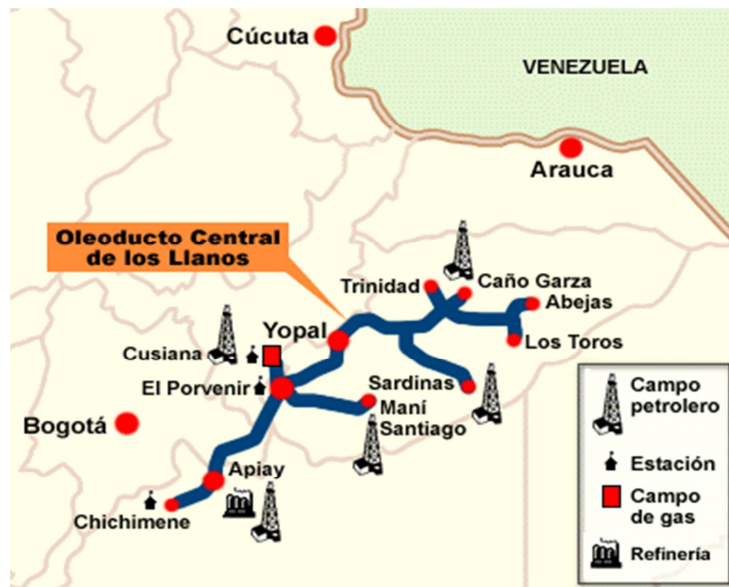 Cúcuta
VENEZUELA
Arauca
Oleoducto Central
de los Llanos
Trinidad
Caño Garza
Abejas
Yopal
Los Toros
Cusiana
El Porvenir
Sardinas
Maní
Santiago
Bogotá
Apiay
Chichimene
Campo
petrolero
Estación
Campo
de gas
Refinería